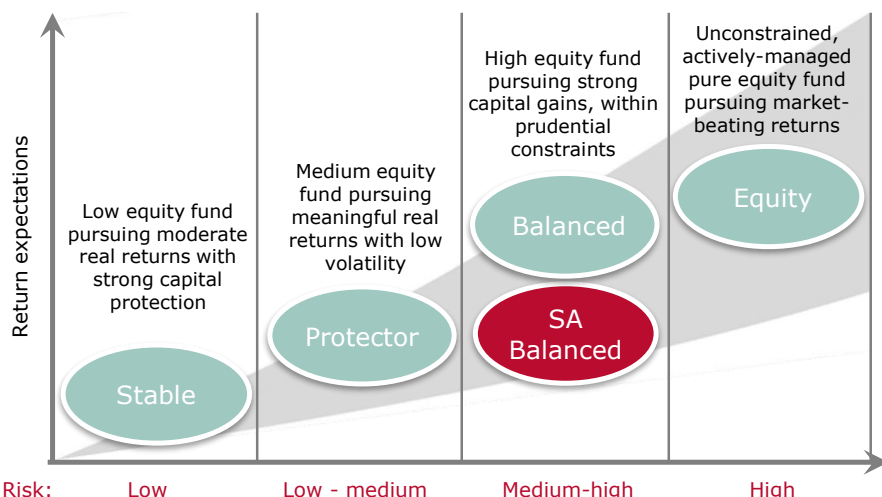 Return expectations
Low equity fund
pursuing moderate
real returns with
strong capital
protection
Stable
Medium equity
fund pursuing
meaningful real
returns with low
volatility
Protector
High equity fund
pursuing strong
capital gains, within
prudential
constraints
Balanced
SA
Balanced
Unconstrained,
actively-managed
pure equity fund
pursuing market-
beating returns
Equity
Risk:
Low
Low - medium
Medium-high
High